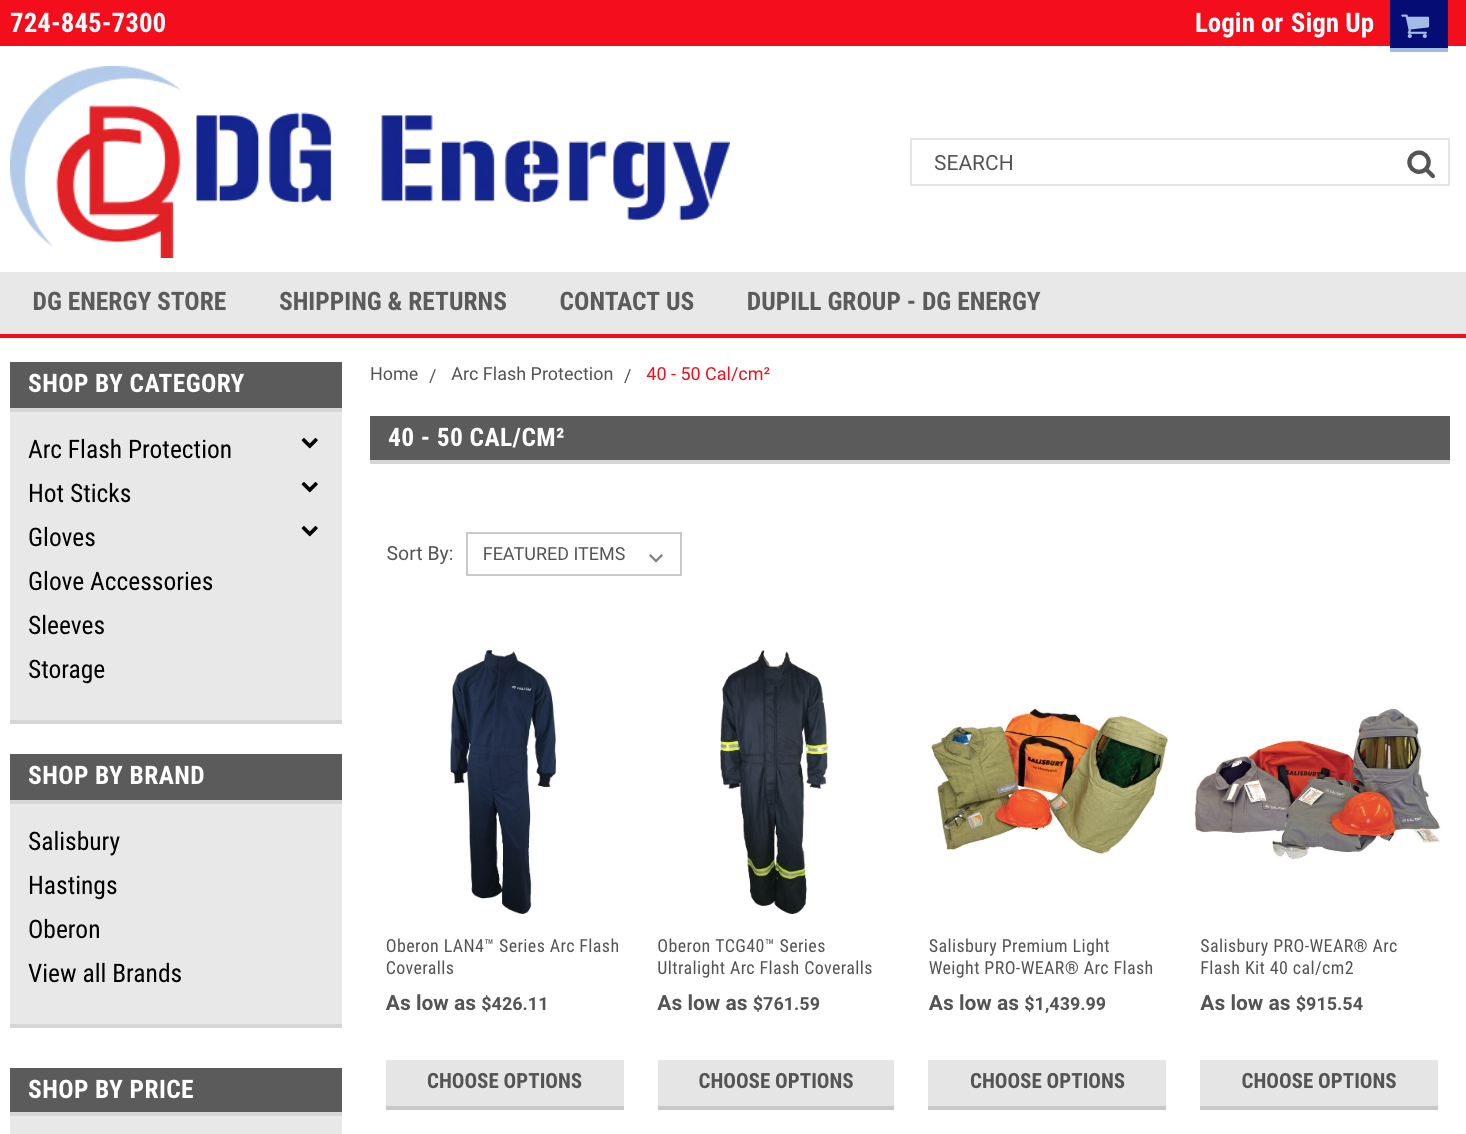 724-845-7300
Login or Sign Up
DG Energy
SEARCH
DG ENERGY STORE
SHIPPING & RETURNS
CONTACT US
DUPILL GROUP - DG ENERGY
SHOP BY CATEGORY
Arc Flash Protection
Hot Sticks
Gloves
Glove Accessories
Sleeves
Storage
SHOP BY BRAND
Salisbury
Hastings
Oberon
View all Brands
SHOP BY PRICE
Home / Arc Flash Protection / 40 - 50 Cal/cm²
40 - 50 CAL/CM²
Sort By: FEATURED ITEMS
SALISBURY
SALISBURY
Oberon LAN4™ Series Arc Flash
Coveralls
As low as $426.11
CHOOSE OPTIONS
Oberon TCG40™ Series
Ultralight Arc Flash Coveralls
As low as $761.59
CHOOSE OPTIONS
Salisbury Premium Light
Weight PRO-WEAR® Arc Flash
As low as $1,439.99
CHOOSE OPTIONS
Salisbury PRO-WEAR® Arc
Flash Kit 40 cal/cm2
As low as $915.54
CHOOSE OPTIONS